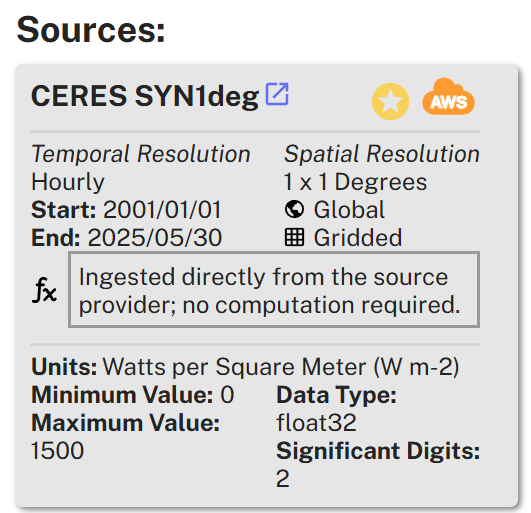 Sources:
CERES SYN1deg
AWS
Temporal Resolution
Hourly
Start: 2001/01/01
End: 2025/05/30
Spatial Resolution
1 x 1 Degrees
Global
Gridded
fx
Ingested directly from the source
provider; no computation required.
Units: Watts per Square Meter (W m-2)
Minimum Value: 0
Maximum Value:
1500
Data Type:
float32
Significant Digits:
2